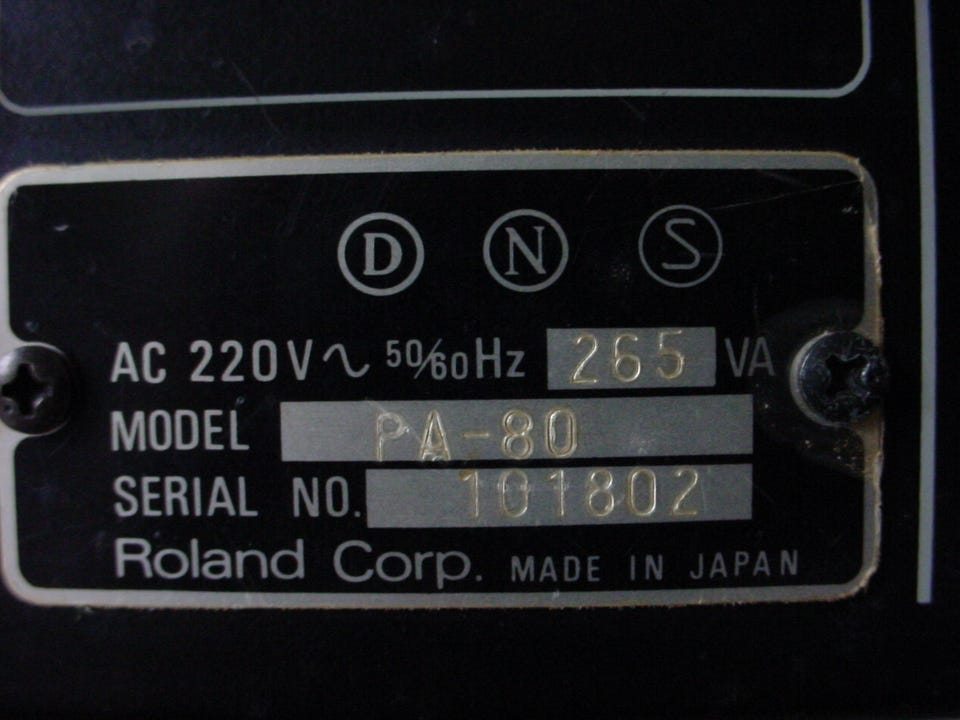 D N S
AC 220V~ 50/60Hz 265 VA
MODEL PA-80
SERIAL NO. 101802
Roland Corp. MADE IN JAPAN